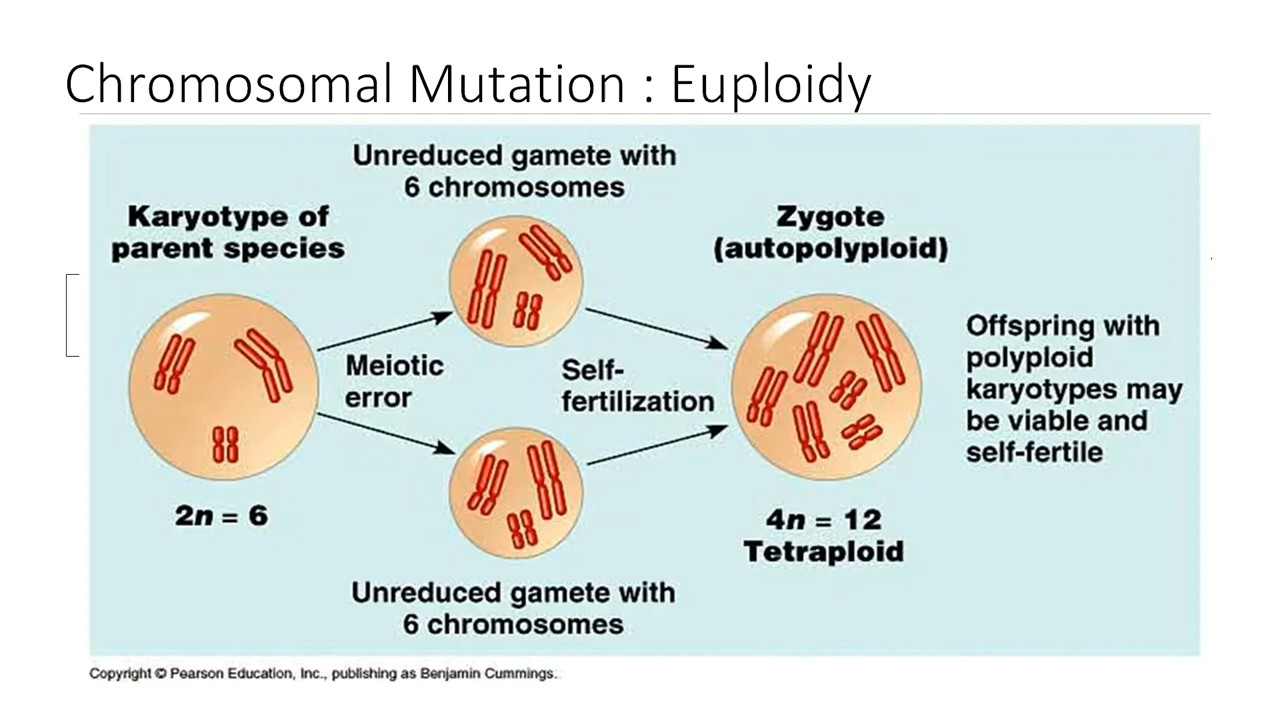 Chromosomal Mutation : Euploidy
Unreduced gamete with
6 chromosomes
Karyotype of
parent species
Zygote
(autopolyploid)
Meiotic
error
Self-
fertilization
Offspring with
polyploid
karyotypes may
be viable and
self-fertile
2n = 6
4n = 12
Tetraploid
Unreduced gamete with
6 chromosomes
Copyright © Pearson Education, Inc., publishing as Benjamin Cummings.